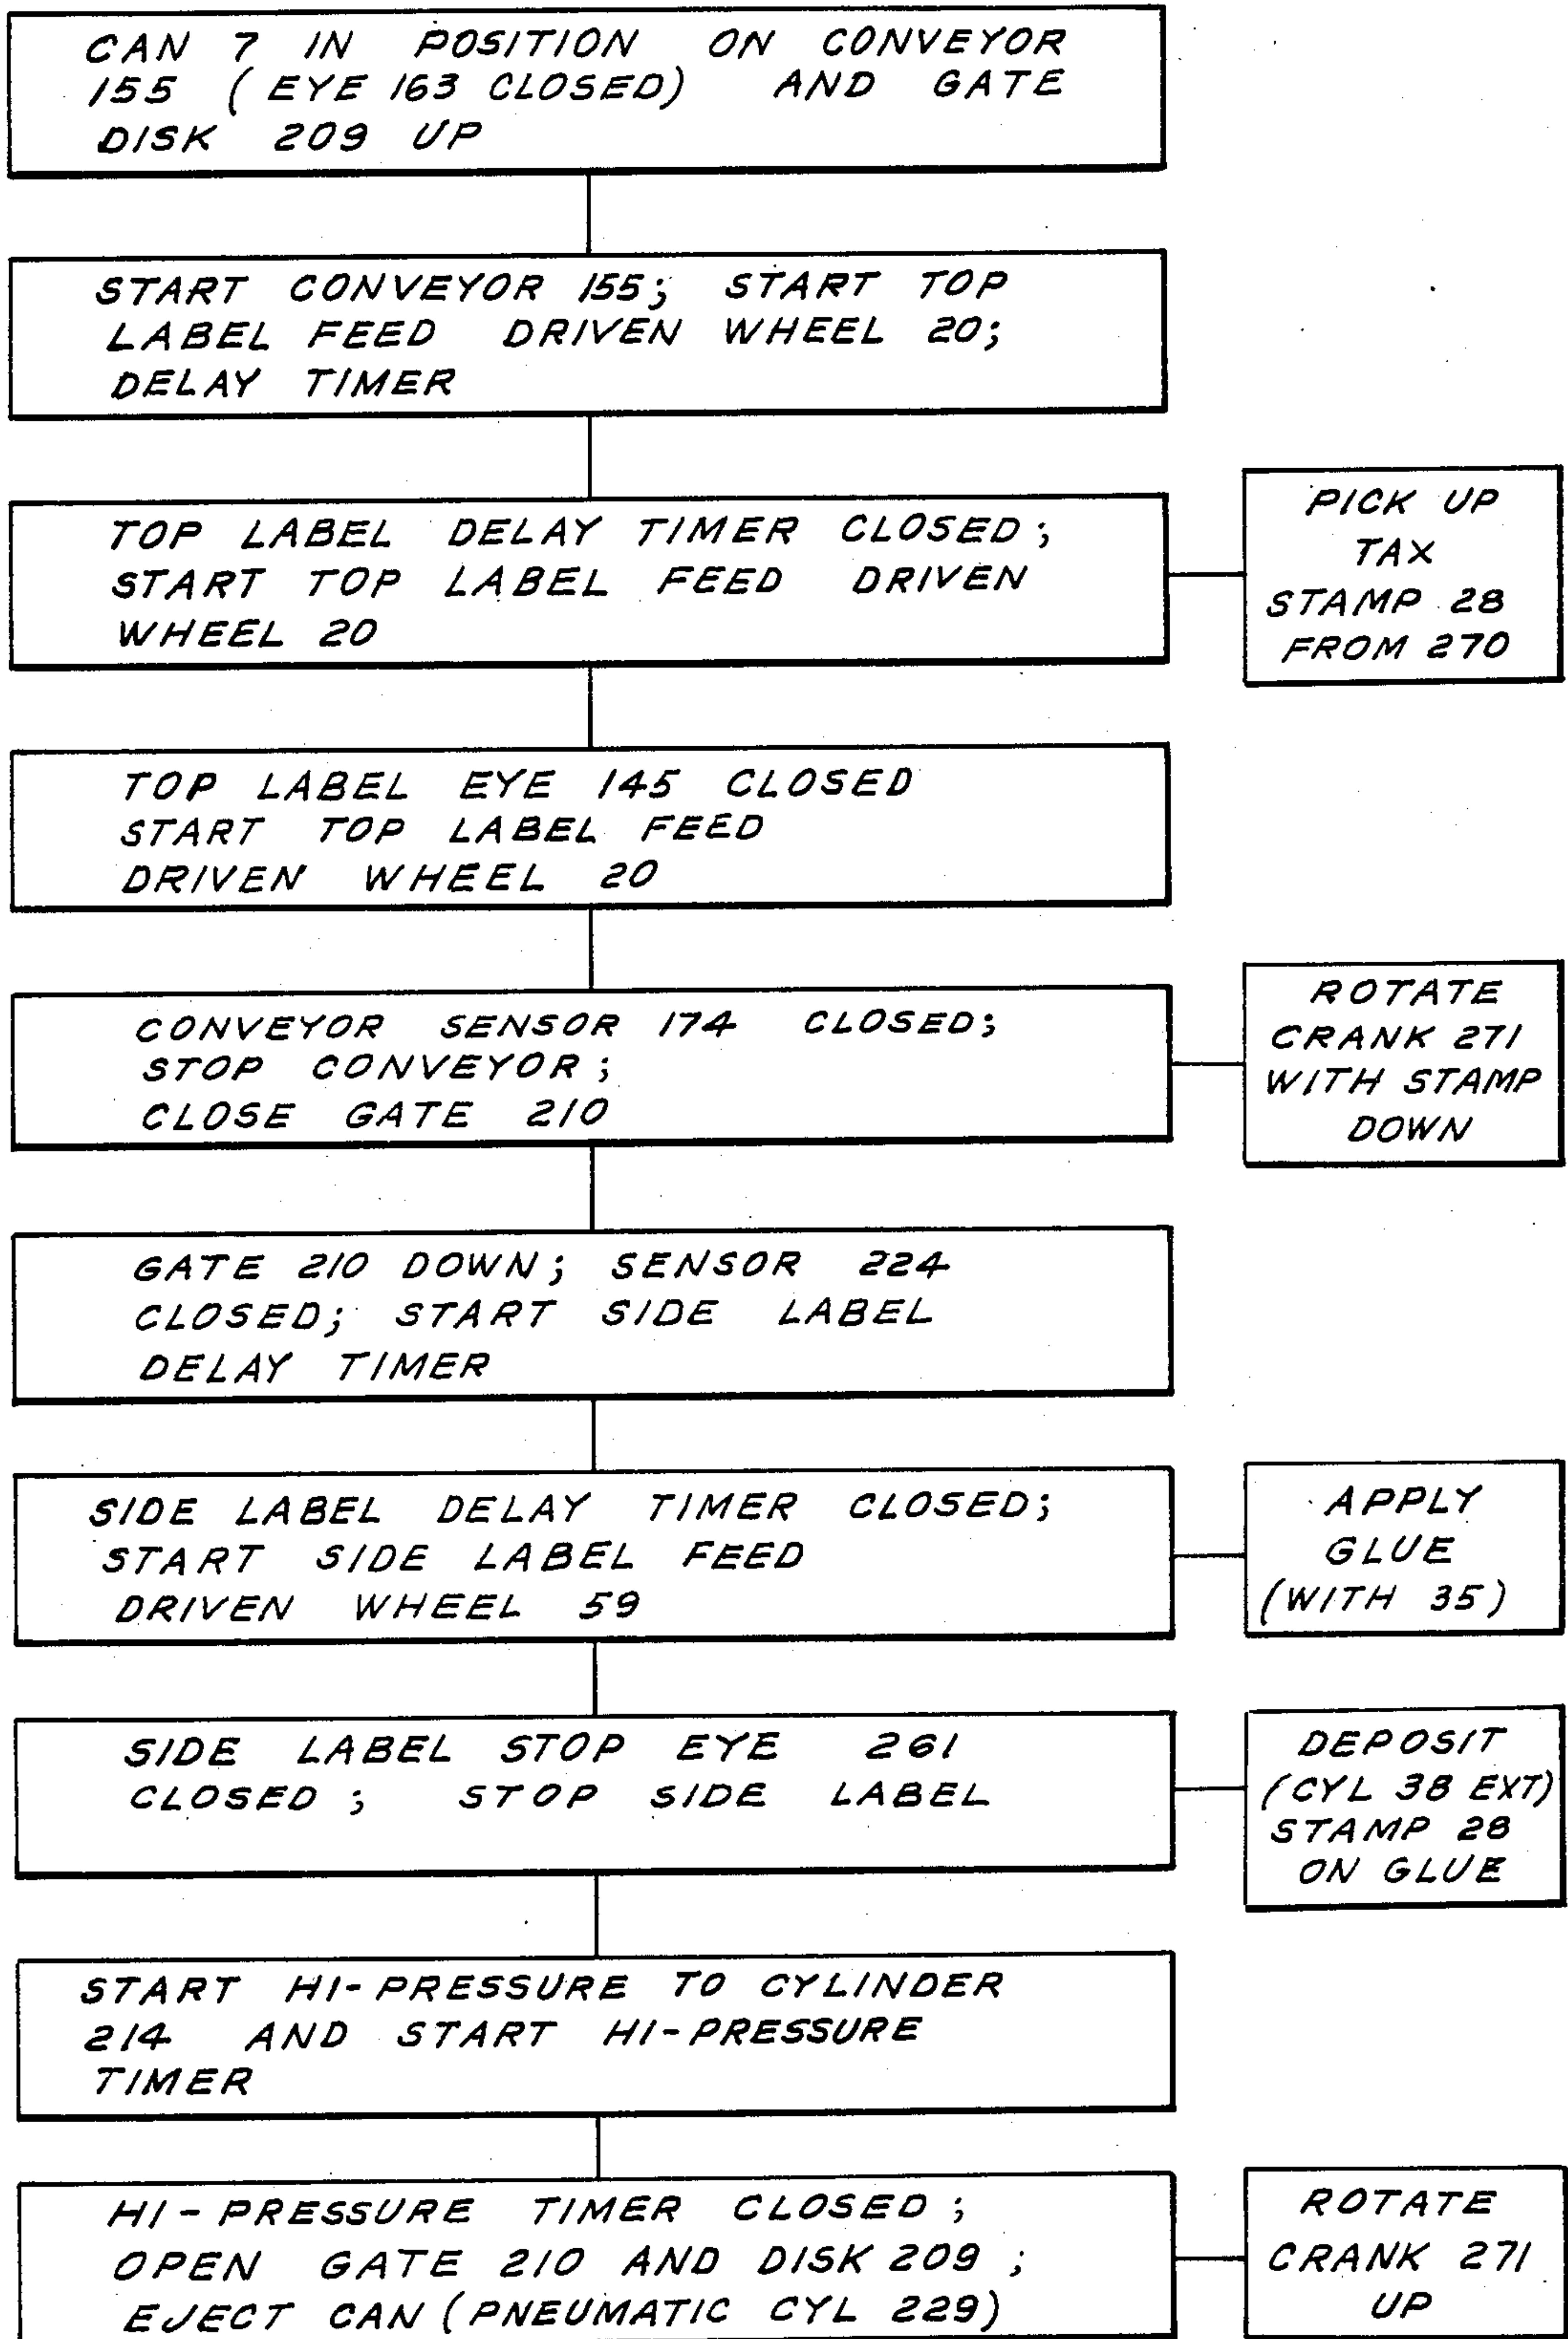 CAN 7 IN POSITION ON CONVEYOR
155 (EYE 163 CLOSED) AND GATE
DISK 209 UP
START CONVEYOR 155; START TOP
LABEL FEED DRIVEN WHEEL 20;
DELAY TIMER
TOP LABEL DELAY TIMER CLOSED;
START TOP LABEL FEED DRIVEN
WHEEL 20
PICK UP
TAX
STAMP 28
FROM 270
TOP LABEL EYE 145 CLOSED
START TOP LABEL FEED
DRIVEN WHEEL 20
CONVEYOR SENSOR 174 CLOSED;
STOP CONVEYOR;
CLOSE GATE 210
ROTATE
CRANK 271
WITH STAMP
DOWN
GATE 210 DOWN; SENSOR 224
CLOSED; START SIDE LABEL
DELAY TIMER
SIDE LABEL DELAY TIMER CLOSED;
START SIDE LABEL FEED
DRIVEN WHEEL 59
APPLY
GLUE
(WITH 35)
SIDE LABEL STOP EYE 261
CLOSED; STOP SIDE LABEL
DEPOSIT
(CYL 38 EXT)
STAMP 28
ON GLUE
START HI-PRESSURE TO CYLINDER
214 AND START HI-PRESSURE
TIMER
HI-PRESSURE TIMER CLOSED;
OPEN GATE 210 AND DISK 209;
EJECT CAN (PNEUMATIC CYL 229)
ROTATE
CRANK 271
UP